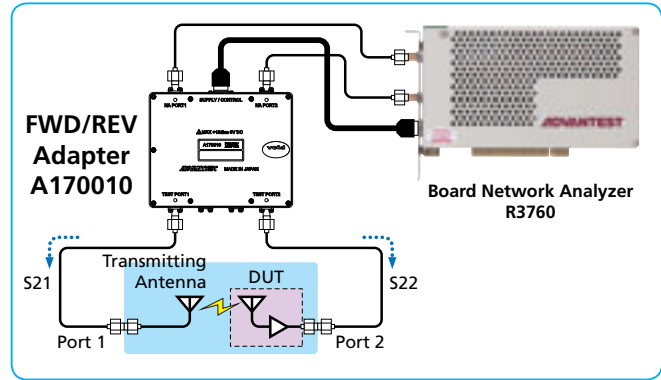 NA PORT1
SUPPLY / CONTROL
NA PORT2
A170010
ADVANTEST
MADE IN JAPAN
TEST PORT1
TEST PORT2
FWD/REV
Adapter
A170010
ADVANTEST
Board Network Analyzer
R3760
S21
Transmitting
Antenna
DUT
S22
Port 1
Port 2